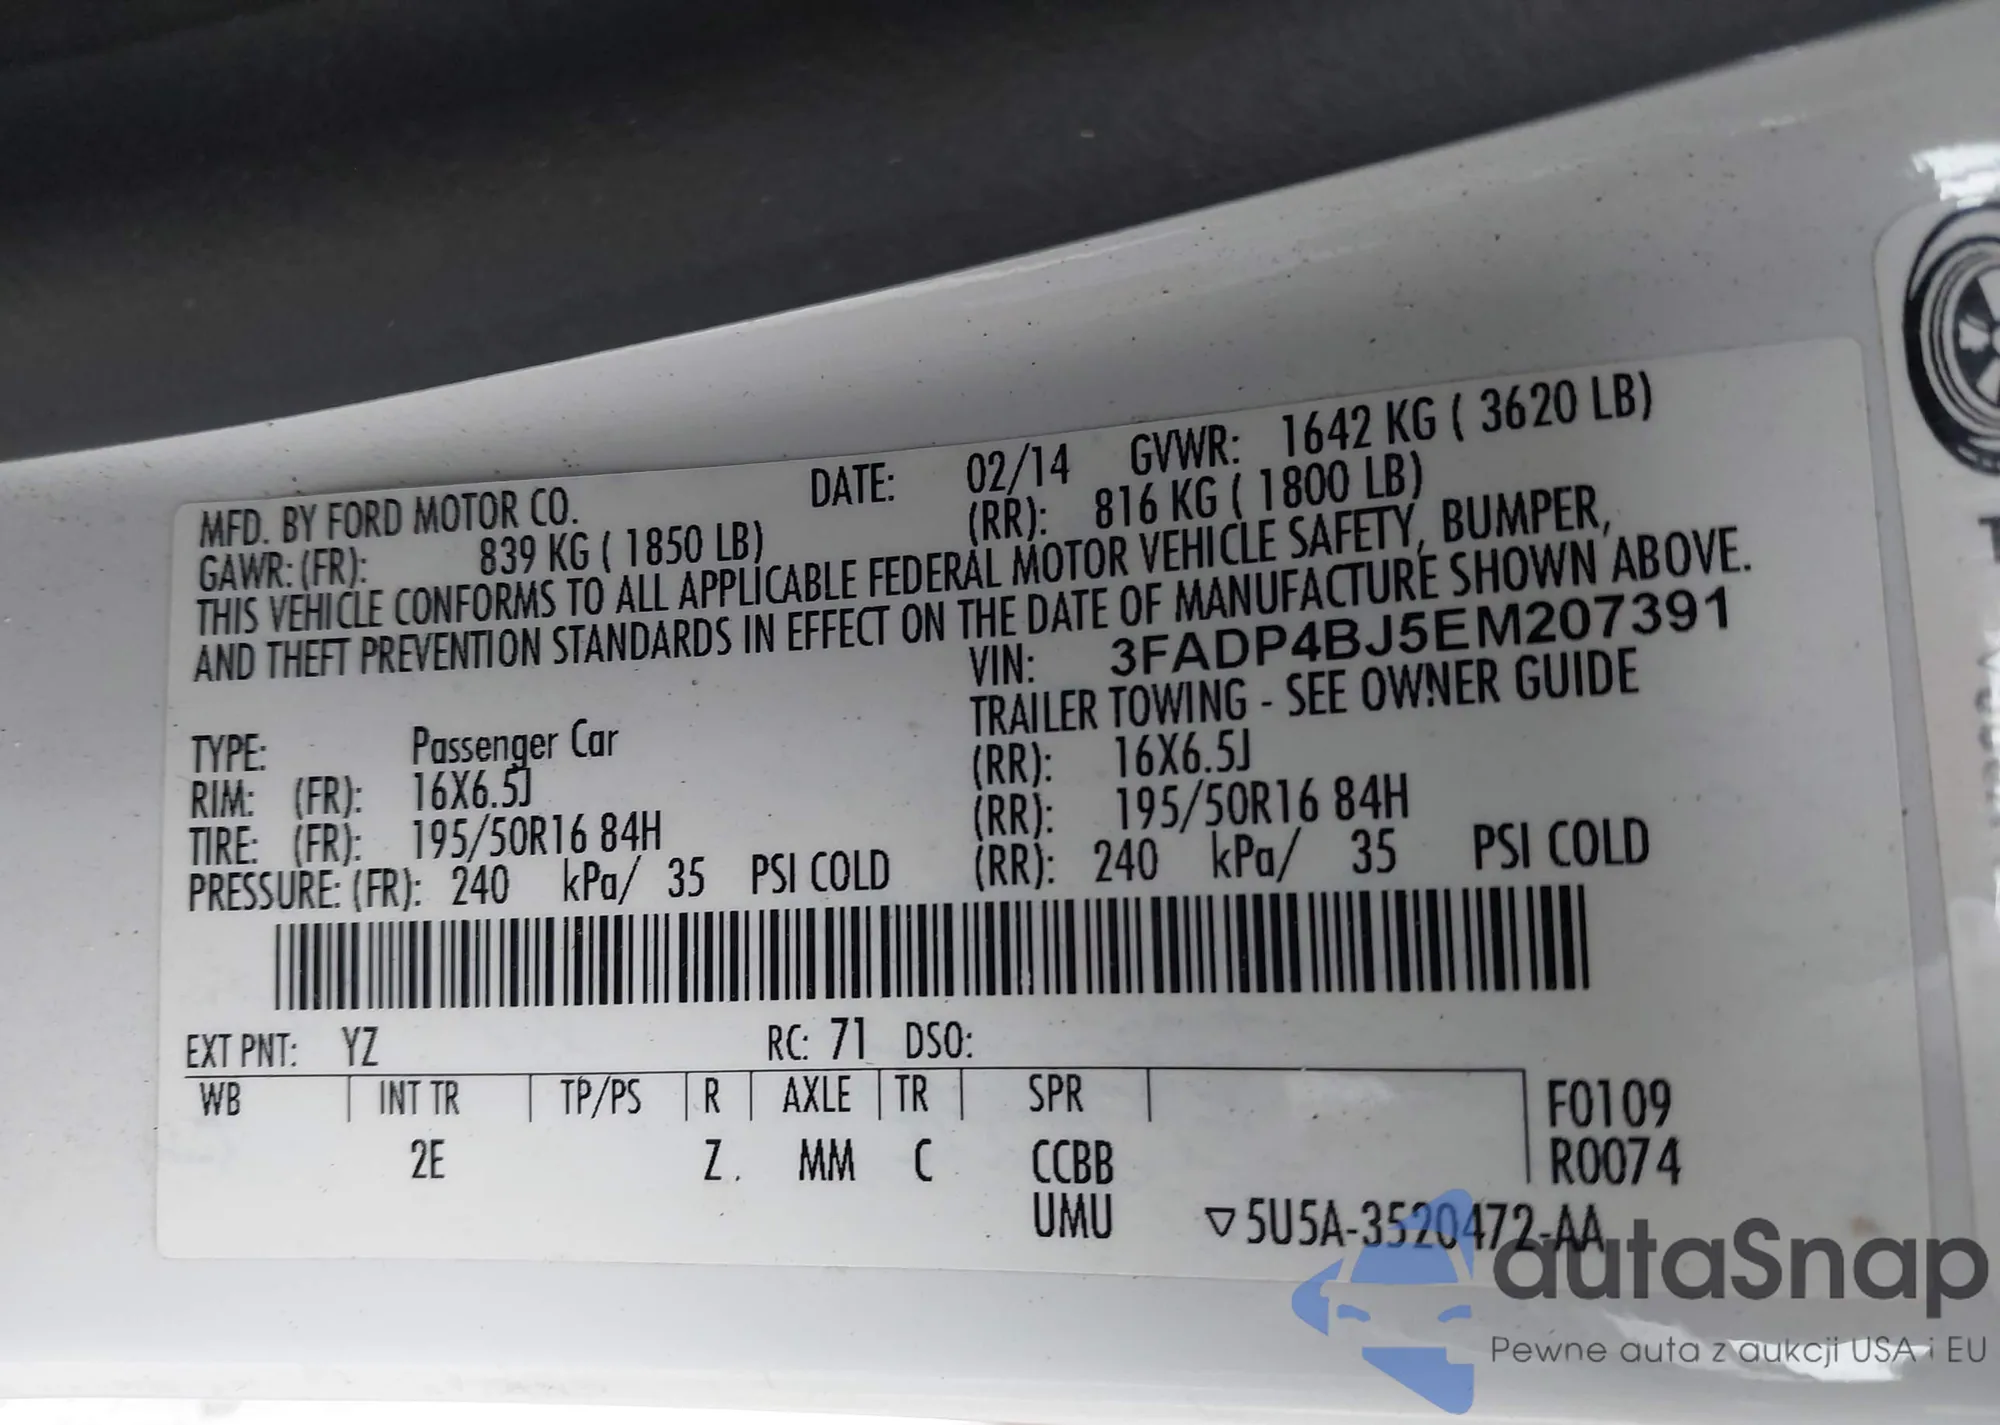 MFD. BY FORD MOTOR CO. DATE: 02/14 GVWR: 1642 KG ( 3620 LB)
GAWR: (FR): 839 KG ( 1850 LB) (RR): 816 KG ( 1800 LB)
THIS VEHICLE CONFORMS TO ALL APPLICABLE FEDERAL MOTOR VEHICLE SAFETY, BUMPER,
AND THEFT PREVENTION STANDARDS IN EFFECT ON THE DATE OF MANUFACTURE SHOWN ABOVE.
VIN: 3FADP4BJ5EM207391
TYPE: Passenger Car TRAILER TOWING - SEE OWNER GUIDE
RIM: (FR): 16X6.5J (RR): 16X6.5J
TIRE: (FR): 195/50R16 84H (RR): 195/50R16 84H
PRESSURE: (FR): 240 kPa/ 35 PSI COLD (RR): 240 kPa/ 35 PSI COLD
EXT PNT: YZ RC: 71 DSO:
WB INT TR TP/PS R AXLE TR SPR F0109
2E Z MM C CCBB R0074
UMU ▽5U5A-3520472-AA
autaSnap
Pewne auta z aukcji USA i EU